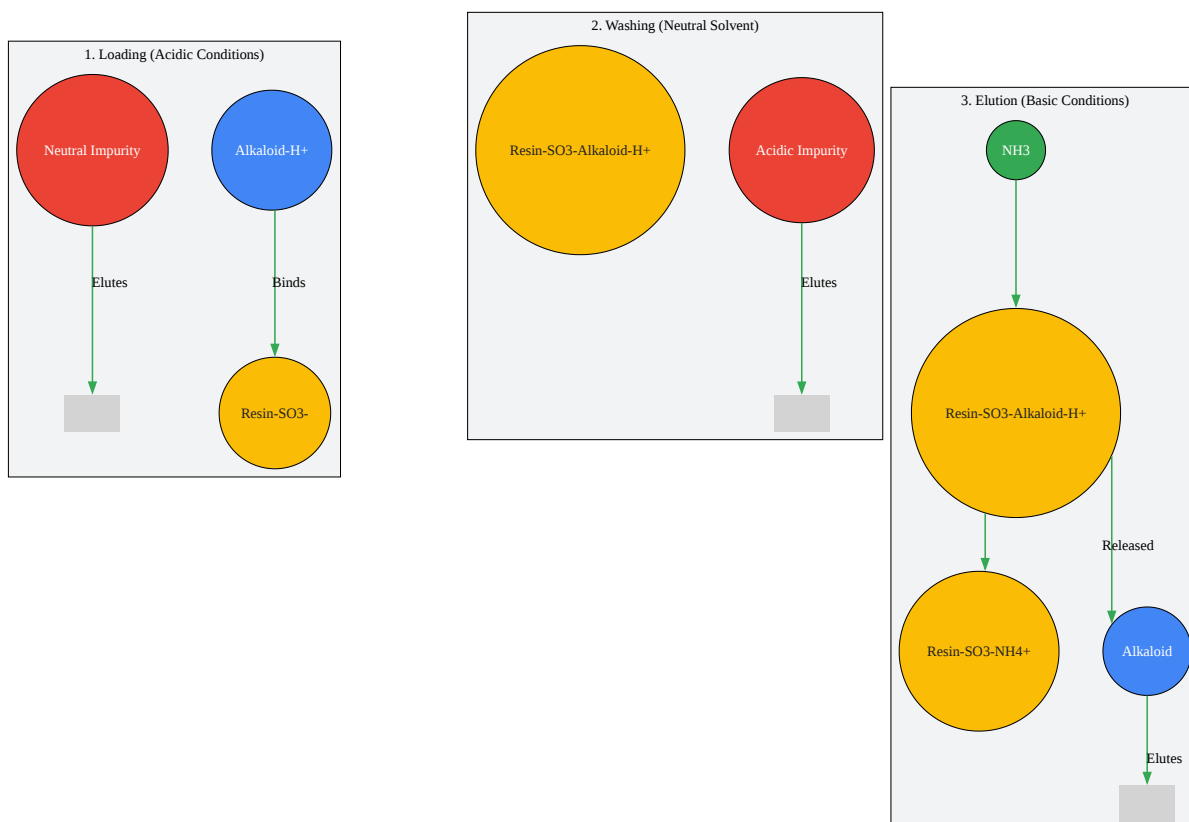 1. Loading (Acidic Conditions)
Neutral Impurity
Alkaloid-H+
Elutes
Binds
Resin-SO3-
2. Washing (Neutral Solvent)
Resin-SO3-Alkaloid-H+
Acidic Impurity
Elutes
3. Elution (Basic Conditions)
NH3
Resin-SO3-Alkaloid-H+
Released
Resin-SO3-NH4+
Alkaloid
Elutes